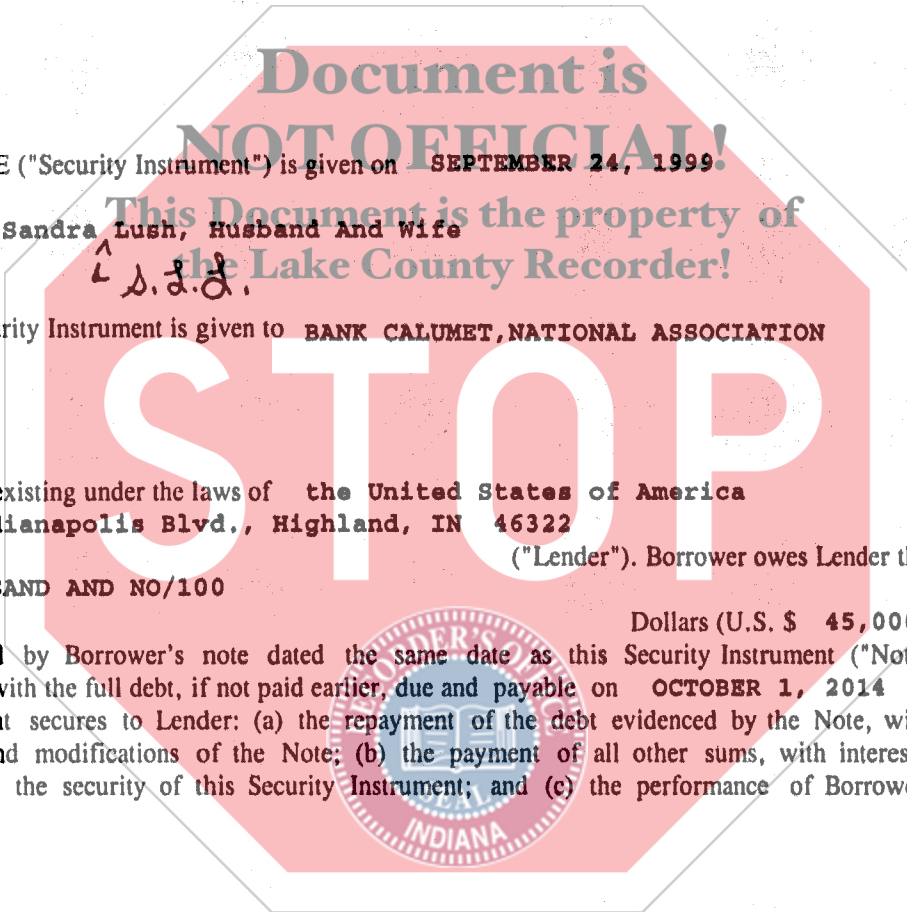 Document is
NOT OFFICIAL!
E ("Security Instrument") is given on SEPTEMBER 24, 1999
This Document is the property of
Sandra Lush, Husband And Wife
the Lake County Recorder!
L S.L.L.
rity Instrument is given to BANK CALUMET,NATIONAL ASSOCIATION
STOP
existing under the laws of the United States of America
dianapolis Blvd., Highland, IN 46322
("Lender"). Borrower owes Lender th
SAND AND NO/100
Dollars (U.S. $ 45,000
d by Borrower's note dated the same date as this Security Instrument ("Not
with the full debt, if not paid earlier, due and payable on OCTOBER 1, 2014
nt secures to Lender: (a) the repayment of the debt evidenced by the Note, wi
nd modifications of the Note; (b) the payment of all other sums, with interes
the security of this Security Instrument; and (c) the performance of Borrowe
RECORDER'S OFFICE
SEAL
INDIANA